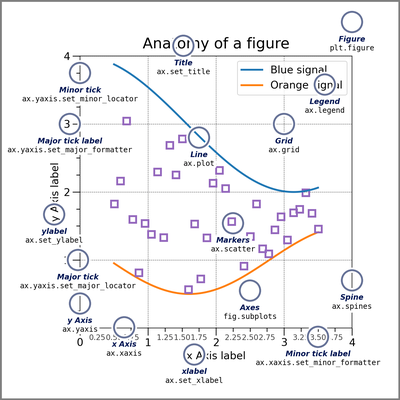 Figure
plt.figure
Anatomy of a figure
Title
ax.set_title
4
Blue signal
Orange signal
Minor tick
ax.yaxis.set_minor_locator
Legend
ax.legend
3
Major tick label
ax.yaxis.set_major_formatter
Grid
ax.grid
Line
ax.plot
2
y Axis label
ylabel
ax.set_ylabel
Markers
ax.scatter
1
Major tick
ax.yaxis.set_major_locator
Spine
ax.spines
Axes
fig.subplots
y Axis
ax.yaxis
0
0 0.25 0.50 0.75 1 1.25 1.50 1.75 2 2.25 2.50 2.75 3 3.25 3.50 3.75 4
x Axis
ax.xaxis
x Axis label
Minor tick label
ax.xaxis.set_minor_formatter
xlabel
ax.set_xlabel